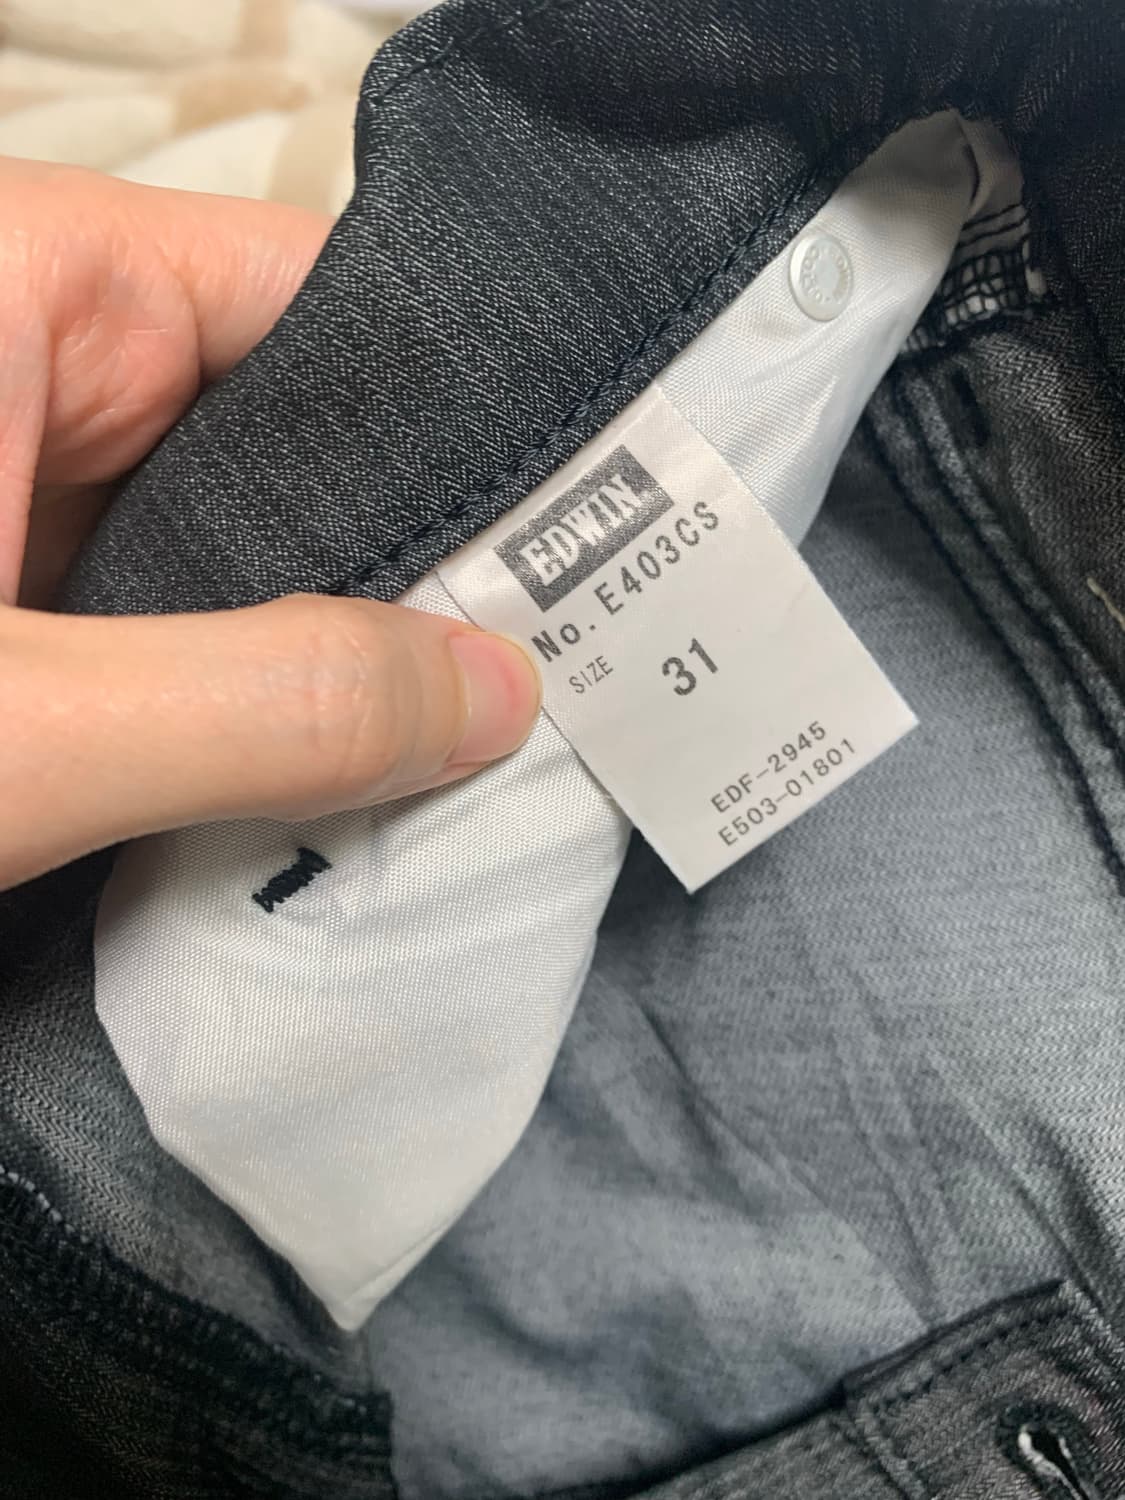 EDWIN
No. E403CS
SIZE 31
EDF-2945
E503-01801